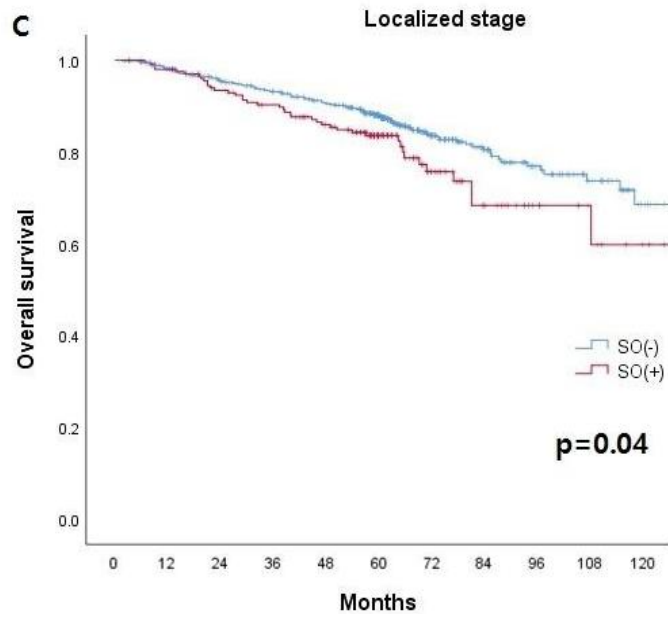 C
Localized stage
1.0
0.8
0.6
0.4
0.2
0.0
Overall survival
SO(-)
SO(+)
p=0.04
0 12 24 36 48 60 72 84 96 108 120
Months